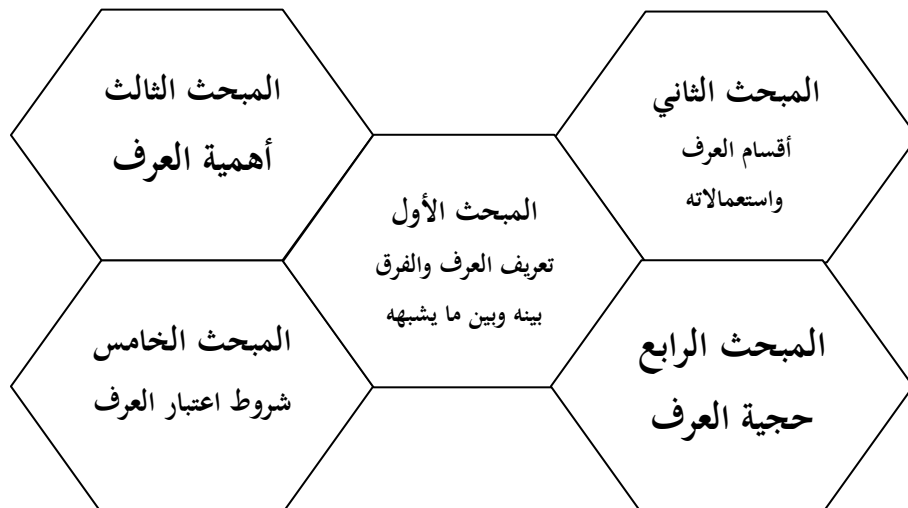 المبحث الأول
تعريف العرف والفرق
بينه وبين ما يشبهه
المبحث الثاني
أقسام العرف
واستعمالاته
المبحث الثالث
أهمية العرف
المبحث الرابع
حجية العرف
المبحث الخامس
شروط اعتبار العرف